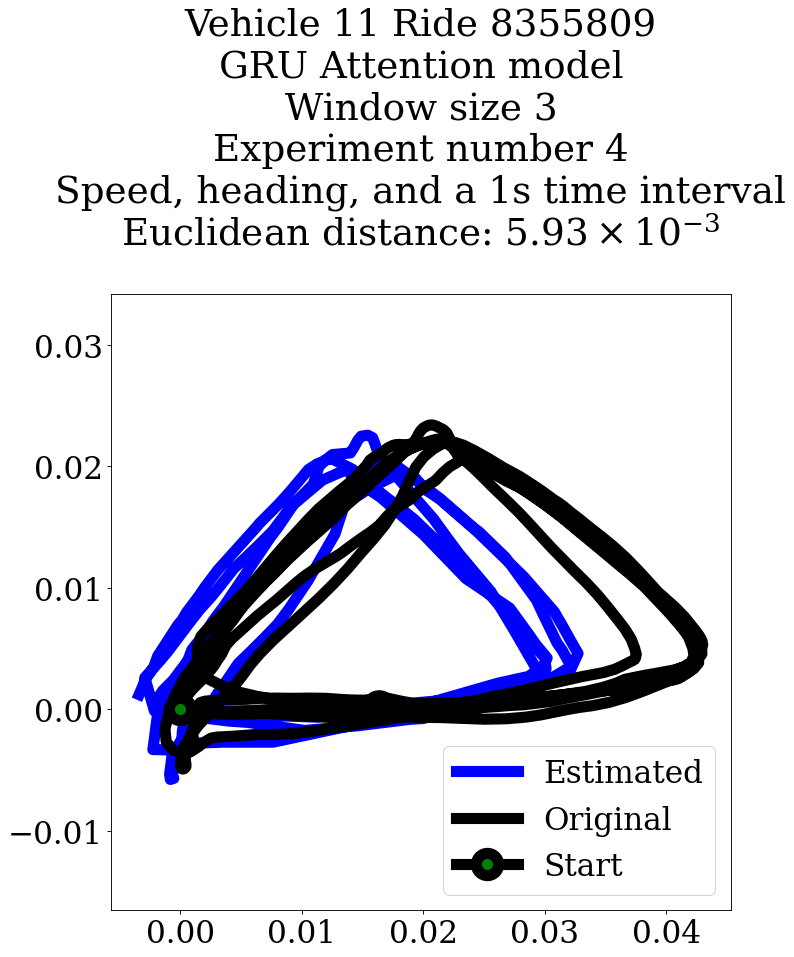 Vehicle 11 Ride 8355809
GRU Attention model
Window size 3
Experiment number 4
Speed, heading, and a 1s time interval
Euclidean distance: 5.93 × 10⁻³
0.03
0.02
0.01
0.00
−0.01
Estimated
Original
Start
0.00 0.01 0.02 0.03 0.04